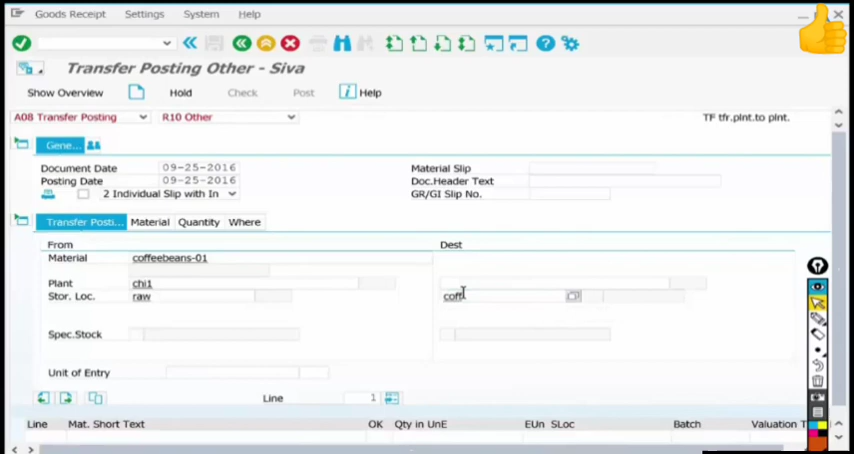 Goods Receipt Settings System Help
Transfer Posting Other - Siva
Show Overview Hold Check Post Help
A08 Transfer Posting R10 Other TF tfr.plnt.to plnt.
Gene...
Document Date 09-25-2016 Material Slip
Posting Date 09-25-2016 Doc.Header Text
2 Individual Slip with In GR/GI Slip No.
Transfer Posti... Material Quantity Where
From Dest
Material coffeebeans-01
Plant chi1
Stor. Loc. raw coff
Spec.Stock
Unit of Entry
Line 1
Line Mat. Short Text OK Qty in UnE EUn SLoc Batch Valuation T